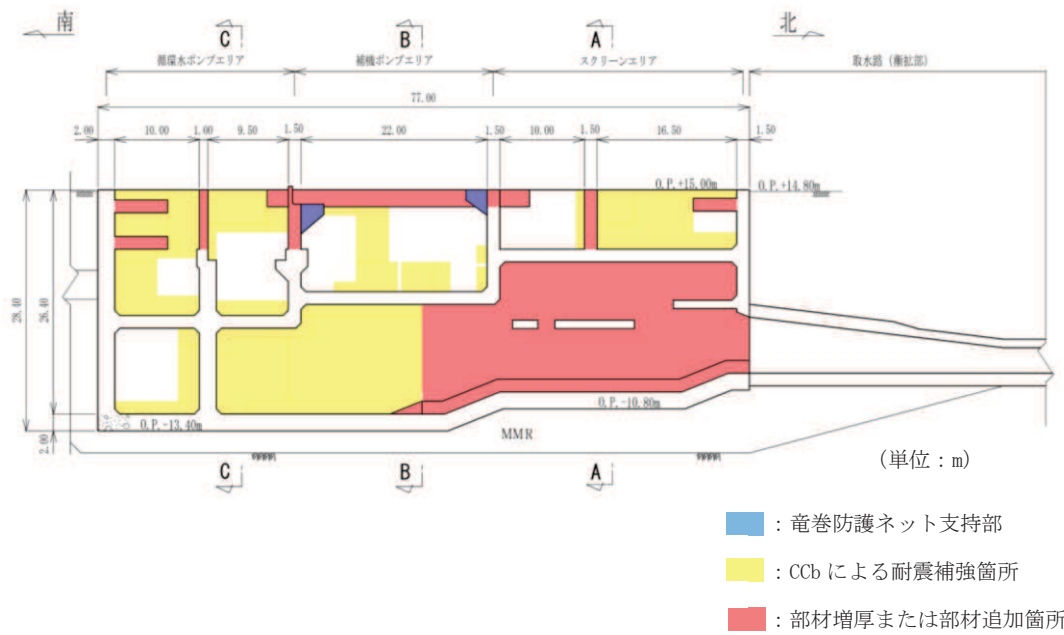 南
北
C
B
A
循環水ポンプエリア
補機ポンプエリア
スクリーンエリア
取水路（漸拡部）
77.00
2.00
10.00
1.00
9.50
1.50
22.00
1.50
10.00
1.50
16.50
1.50
O.P.+15.00m
O.P.+14.80m
28.40
26.40
2.00
O.P.-13.40m
O.P.-10.80m
MMR
C
B
A
（単位：m）
：竜巻防護ネット支持部
：CCbによる耐震補強箇所
：部材増厚または部材追加箇所